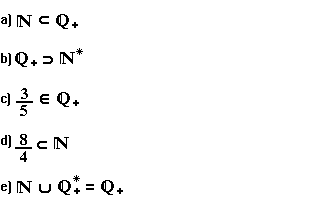 a) ℕ ⊂ ℚ₊
b) ℚ₊ ⊃ ℕ*
c) 3/5 ∈ ℚ₊
d) 8/4 ⊂ ℕ
e) ℕ ∪ ℚ₊* = ℚ₊